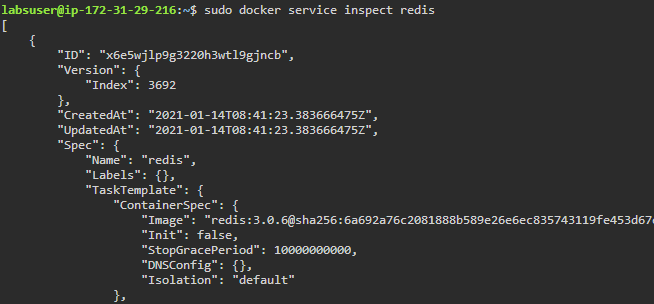 labsuser@ip-172-31-29-216:~$ sudo docker service inspect redis
[
    {
        "ID": "x6e5wjlp9g3220h3wtl9gjncb",
        "Version": {
            "Index": 3692
        },
        "CreatedAt": "2021-01-14T08:41:23.383666475Z",
        "UpdatedAt": "2021-01-14T08:41:23.383666475Z",
        "Spec": {
            "Name": "redis",
            "Labels": {},
            "TaskTemplate": {
                "ContainerSpec": {
                    "Image": "redis:3.0.6@sha256:6a692a76c2081888b589e26e6ec835743119fe453d67e
                    "Init": false,
                    "StopGracePeriod": 10000000000,
                    "DNSConfig": {},
                    "Isolation": "default"
                },